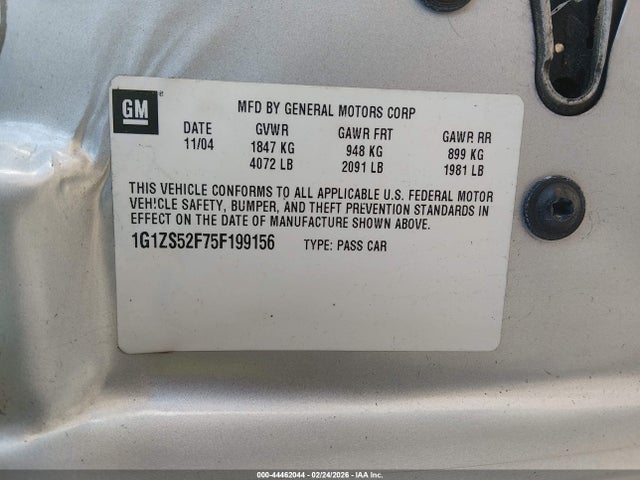 GM ®
MFD BY GENERAL MOTORS CORP
DATE GVWR GAWR FRT GAWR RR
11/04 1847 KG 948 KG 899 KG
4072 LB 2091 LB 1981 LB
THIS VEHICLE CONFORMS TO ALL APPLICABLE U.S. FEDERAL MOTOR
VEHICLE SAFETY, BUMPER, AND THEFT PREVENTION STANDARDS IN
EFFECT ON THE DATE OF MANUFACTURE SHOWN ABOVE.
1G1ZS52F75F199156 TYPE: PASS CAR
000-44462044 - 02/24/2026 - IAA Inc.